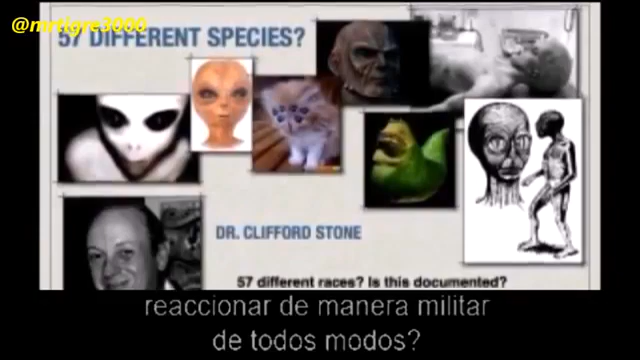 @mrtigre3000
57 DIFFERENT SPECIES?
DR. CLIFFORD STONE
57 different races? Is this documented?
reaccionar de manera militar
de todos modos?